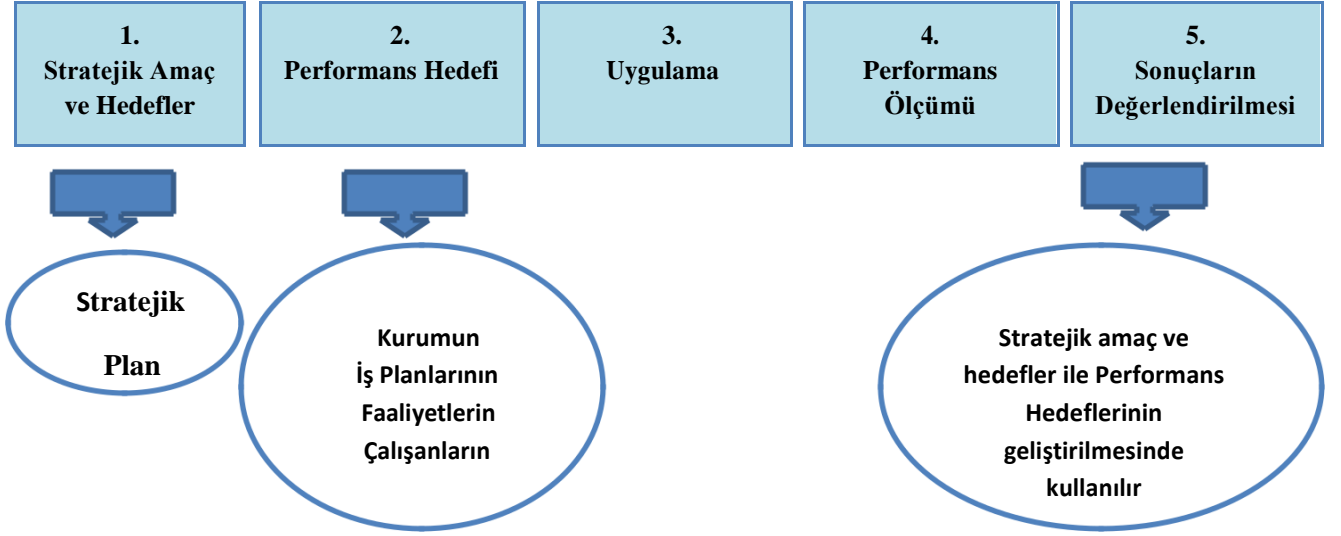 1.
Stratejik Amaç
ve Hedefler
2.
Performans Hedefi
3.
Uygulama
4.
Performans
Ölçümü
5.
Sonuçların
Değerlendirilmesi
Stratejik
Plan
Kurumun
İş Planlarının
Faaliyetlerin
Çalışanların
Stratejik amaç ve
hedefler ile Performans
Hedeflerinin
geliştirilmesinde
kullanılır